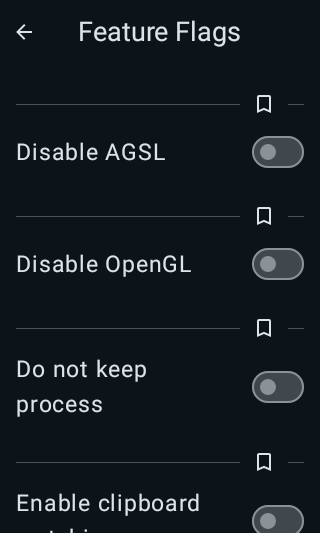 Feature Flags
Disable AGSL
Disable OpenGL
Do not keep
process
Enable clipboard